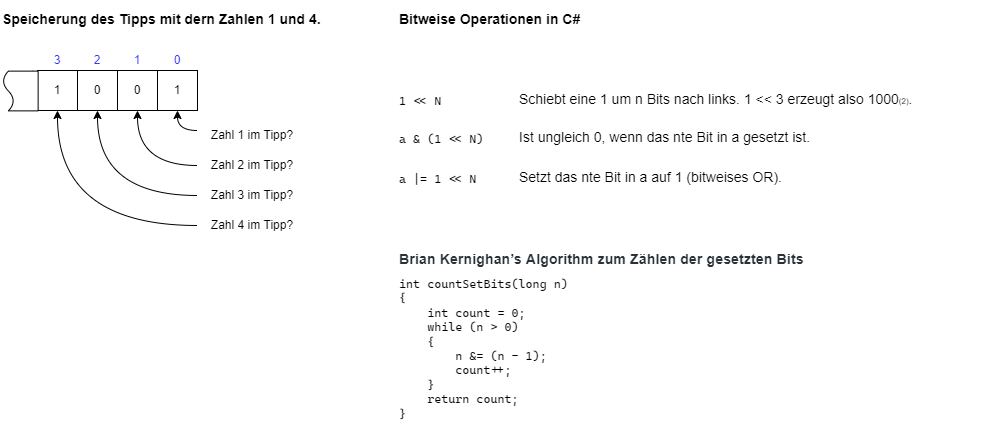 Speicherung des Tipps mit dern Zahlen 1 und 4.
3 2 1 0
1 0 0 1
Zahl 1 im Tipp?
Zahl 2 im Tipp?
Zahl 3 im Tipp?
Zahl 4 im Tipp?
Bitweise Operationen in C#
1 << N Schiebt eine 1 um n Bits nach links. 1 << 3 erzeugt also 1000(2).
a & (1 << N) Ist ungleich 0, wenn das nte Bit in a gesetzt ist.
a |= 1 << N Setzt das nte Bit in a auf 1 (bitweises OR).
Brian Kernighan’s Algorithm zum Zählen der gesetzten Bits
int countSetBits(long n)
{
    int count = 0;
    while (n > 0)
    {
        n &= (n - 1);
        count++;
    }
    return count;
}